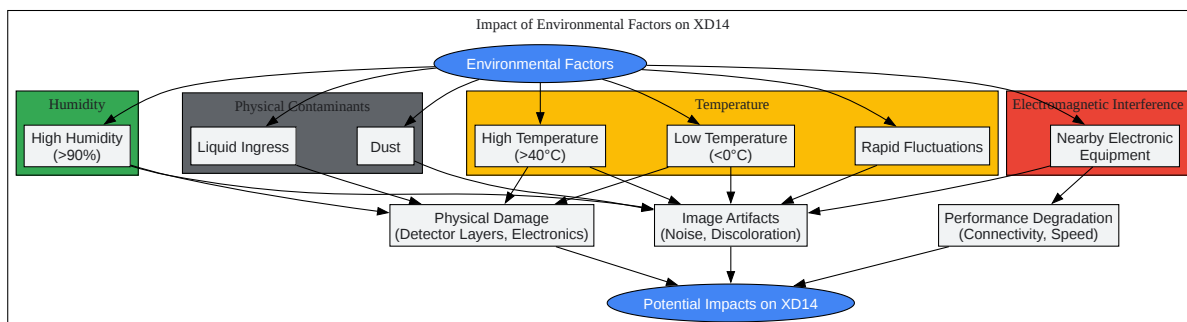 Impact of Environmental Factors on XD14
Environmental Factors
Humidity
Physical Contaminants
Temperature
Electromagnetic Interference
High Humidity
(>90%)
Liquid Ingress
Dust
High Temperature
(>40°C)
Low Temperature
(<0°C)
Rapid Fluctuations
Nearby Electronic
Equipment
Physical Damage
(Detector Layers, Electronics)
Image Artifacts
(Noise, Discoloration)
Performance Degradation
(Connectivity, Speed)
Potential Impacts on XD14